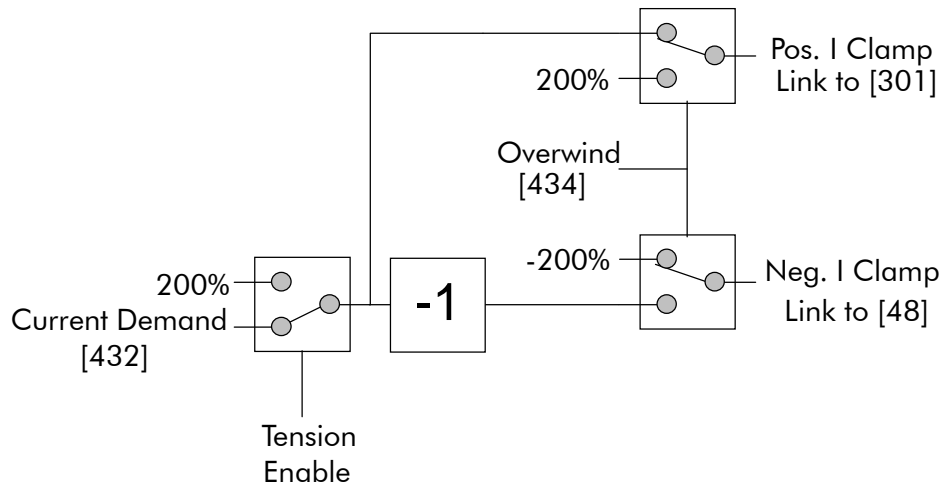 Pos. I Clamp
Link to [301]
200%
Overwind
[434]
-200%
Neg. I Clamp
Link to [48]
200%
Current Demand
[432]
-1
Tension
Enable